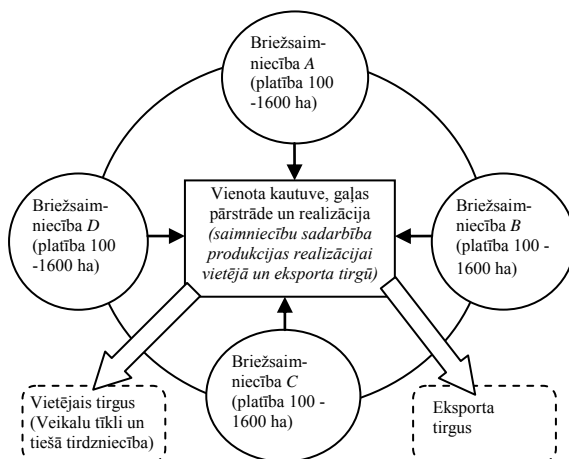 Briežsaim-
niecība A
(platība 100
-1600 ha)
Briežsaim-
niecība D
(platība 100
-1600 ha)
Vienota kautuve, gaļas
pārstrāde un realizācija
(saimniecību sadarbība
produkcijas realizācijai
vietējā un eksporta tirgū)
Briežsaim-
niecība B
(platība 100 -
1600 ha)
Briežsaim-
niecība C
(platība 100 -
1600 ha)
Vietējais tirgus
(Veikalu tīkli un
tiešā tirdzniecība)
Eksporta
tirgus